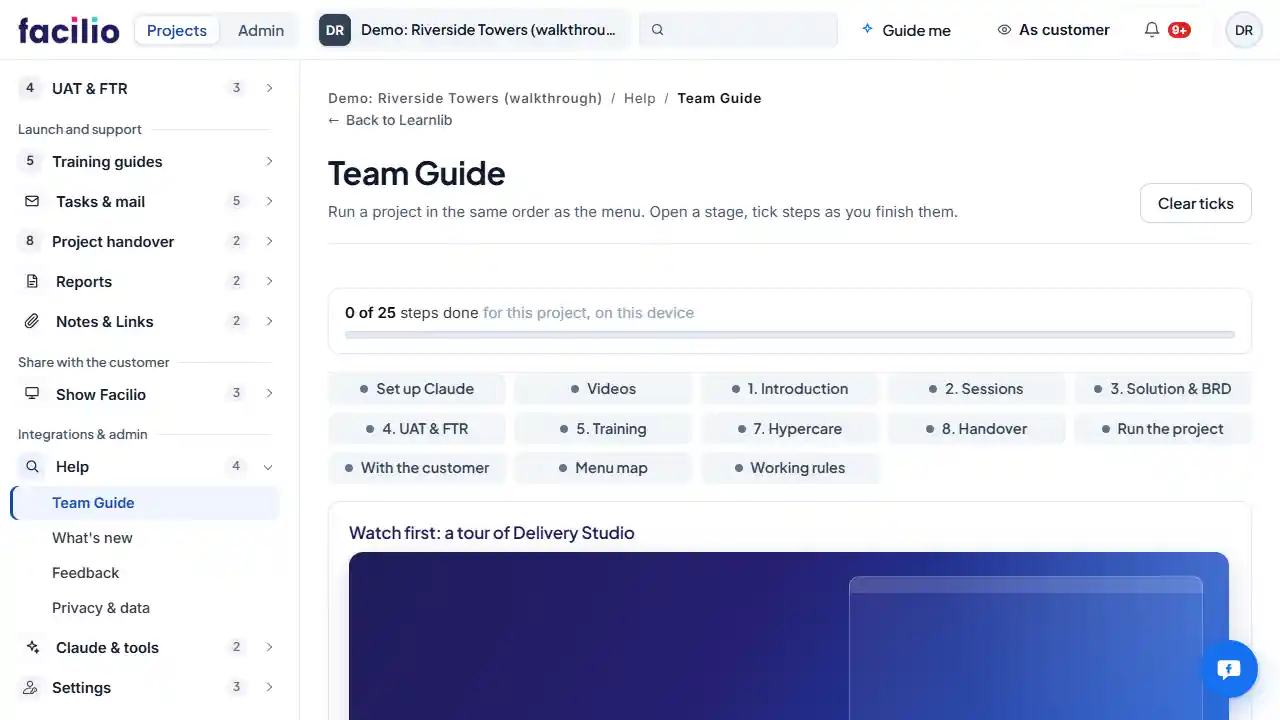 facilio
Projects
Admin
DR
Demo: Riverside Towers (walkthrou...
Guide me
As customer
9+
DR
4 UAT & FTR 3
Launch and support
5 Training guides
Tasks & mail 5
8 Project handover 2
Reports 2
Notes & Links 2
Share with the customer
Show Facilio 3
Integrations & admin
Help 4
Team Guide
What's new
Feedback
Privacy & data
Claude & tools 2
Settings 3
Demo: Riverside Towers (walkthrough) / Help / Team Guide
← Back to Learnlib
Team Guide
Run a project in the same order as the menu. Open a stage, tick steps as you finish them.
Clear ticks
0 of 25 steps done for this project, on this device
Set up Claude
Videos
1. Introduction
2. Sessions
3. Solution & BRD
4. UAT & FTR
5. Training
7. Hypercare
8. Handover
Run the project
With the customer
Menu map
Working rules
Watch first: a tour of Delivery Studio